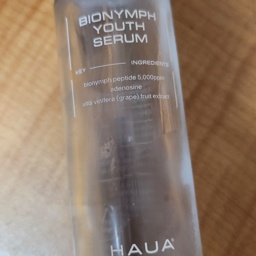 BIONYMPH
YOUTH
SERUM
KEY INGREDIENTS
bionymph peptide 5,000ppm
adenosine
vitis vinifera (grape) fruit extract
HAUA